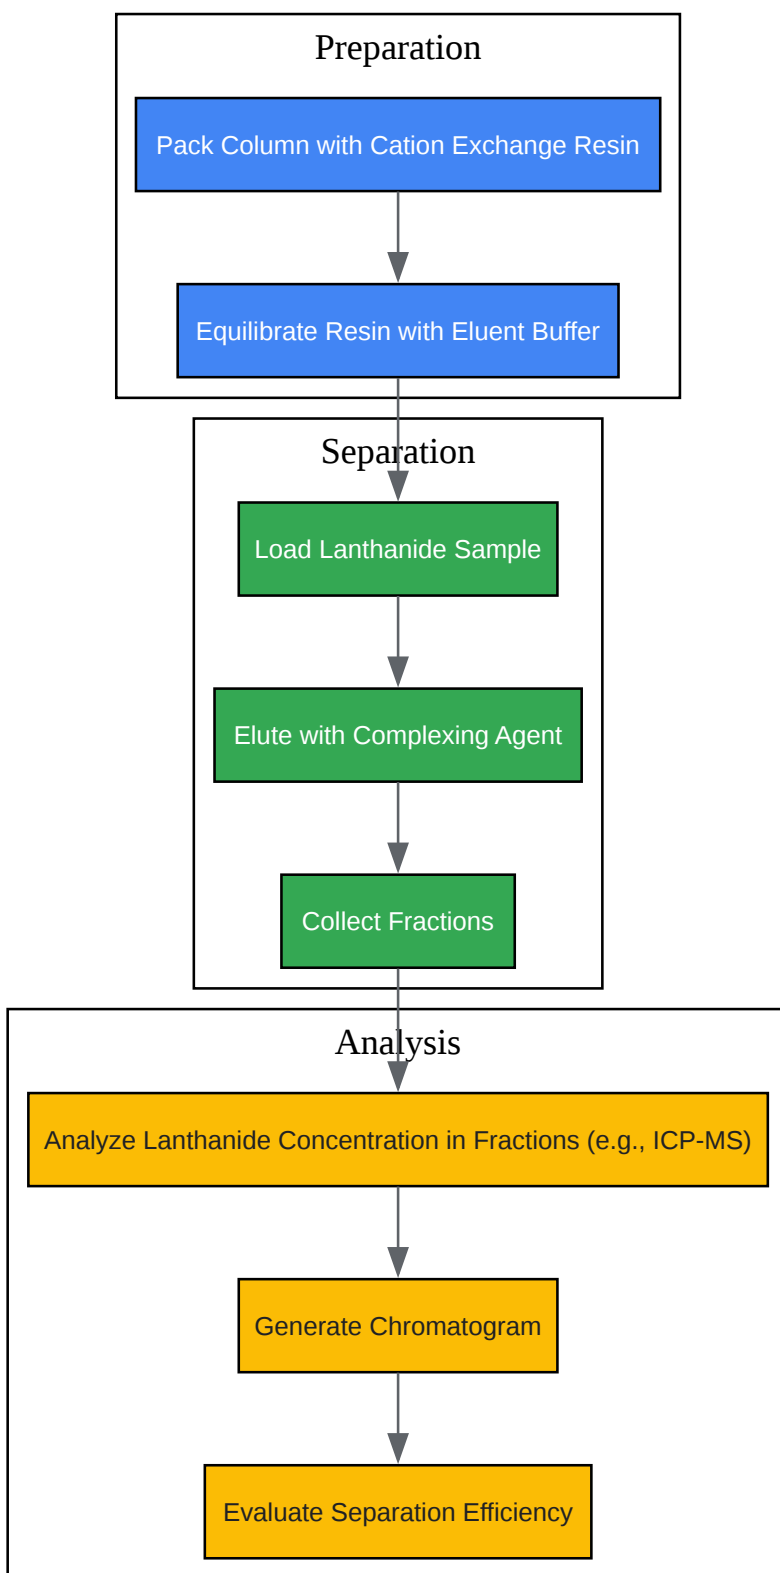 Preparation
Pack Column with Cation Exchange Resin
Equilibrate Resin with Eluent Buffer
Separation
Load Lanthanide Sample
Elute with Complexing Agent
Collect Fractions
Analysis
Analyze Lanthanide Concentration in Fractions (e.g., ICP-MS)
Generate Chromatogram
Evaluate Separation Efficiency